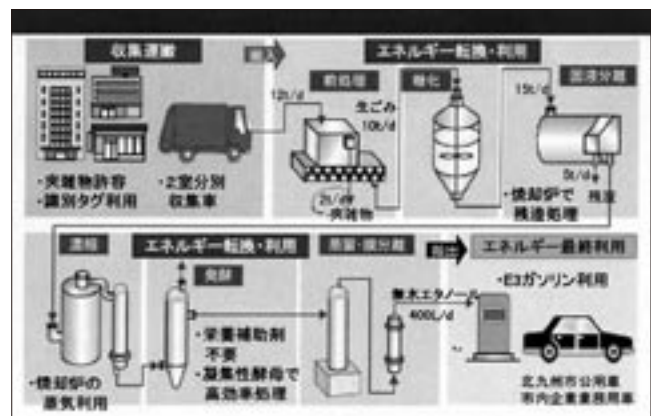 収集運搬
搬入
エネルギー転換・利用
前処理
糖化
固液分離
12t/d
生ごみ
10t/d
15t/d
2t/d
夾雑物
5t/d
残渣
・夾雑物許容
・識別タグ利用
・2室分別
収集車
・焼却炉で
残渣処理
濃縮
エネルギー転換・利用
発酵
蒸留・膜分離
エネルギー最終利用
・E3ガソリン利用
無水エタノール
400L/d
・栄養補助剤
不要
・凝集性酵母で
高効率処理
・焼却炉の
蒸気利用
北九州市公用車
市内企業業務用車